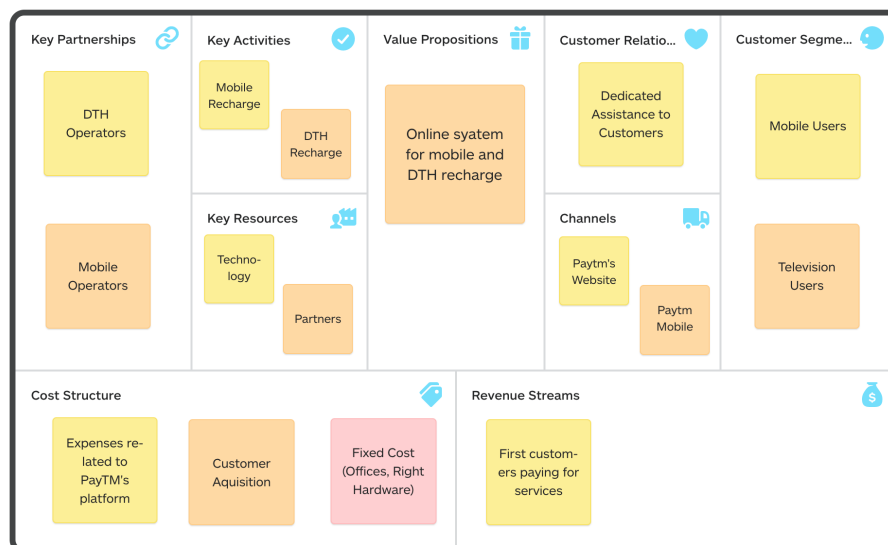 Key Partnerships
DTH
Operators
Mobile
Operators
Key Activities
Mobile
Recharge
DTH
Recharge
Key Resources
Techno-
logy
Partners
Value Propositions
Online syatem
for mobile and
DTH recharge
Customer Relatio...
Dedicated
Assistance to
Customers
Channels
Paytm's
Website
Paytm
Mobile
Customer Segme...
Mobile Users
Television
Users
Cost Structure
Expenses re-
lated to
PayTM's
platform
Customer
Aquisition
Fixed Cost
(Offices, Right
Hardware)
Revenue Streams
$
First custom-
ers paying for
services